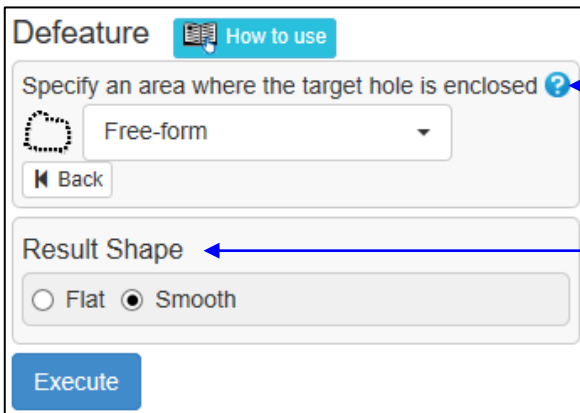 Defeature How to use
Specify an area where the target hole is enclosed ?
Free-form
Back
Result Shape
Flat Smooth
Execute